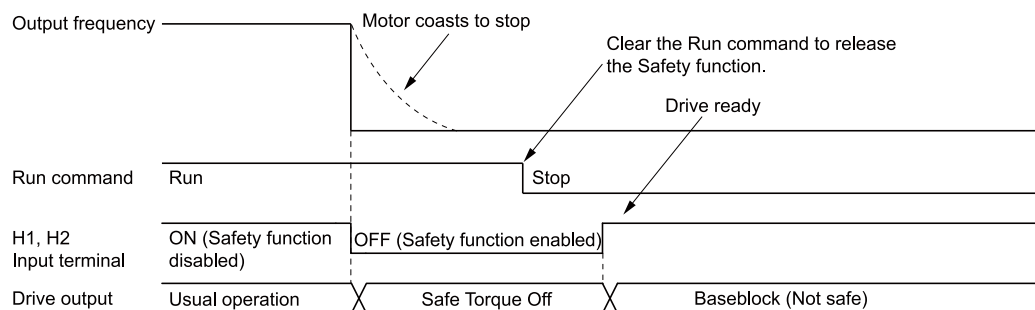 Output frequency
Motor coasts to stop
Clear the Run command to release
the Safety function.
Drive ready
Run command
Run
Stop
H1, H2
Input terminal
ON (Safety function
disabled)
OFF (Safety function enabled)
Drive output
Usual operation
Safe Torque Off
Baseblock (Not safe)